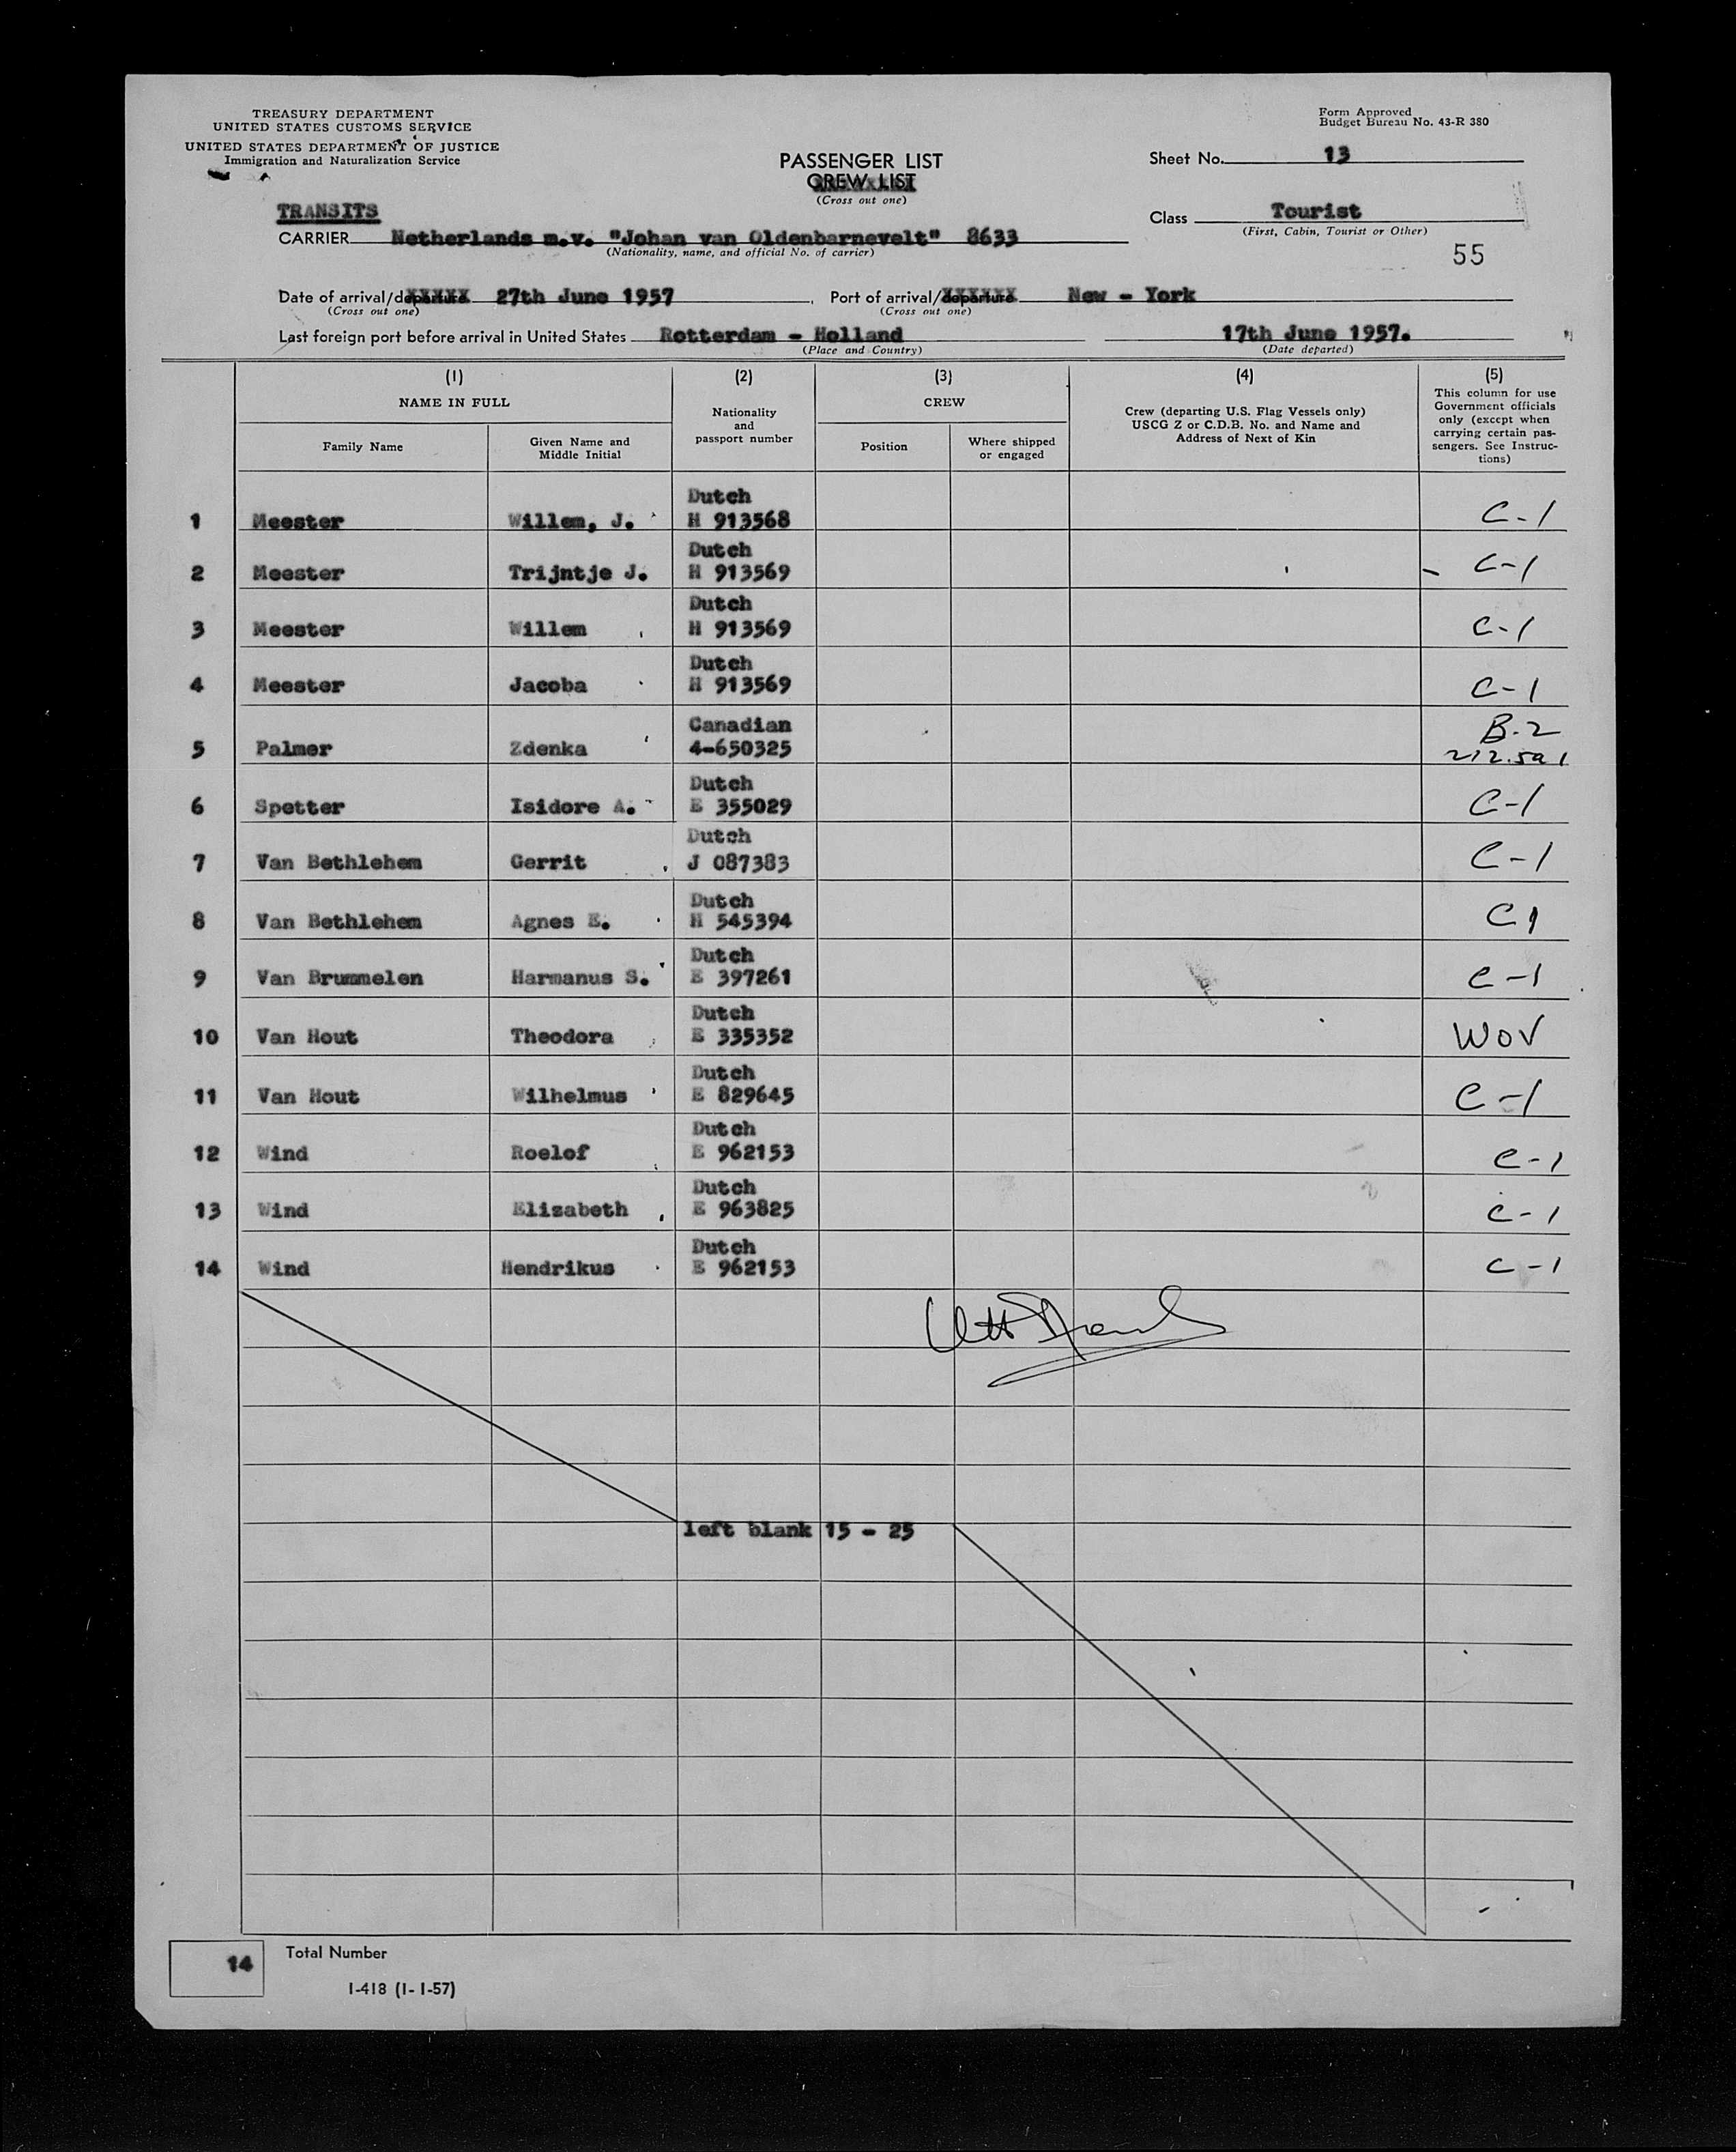 TREASURY DEPARTMENT
UNITED STATES CUSTOMS SERVICE
UNITED STATES DEPARTMENT OF JUSTICE
Immigration and Naturalization Service
Form Approved
Budget Bureau No. 43-R 380
PASSENGER LIST
CREW LIST
(Cross out one)
Sheet No. 13
TRANSITS
Class Tourist
(First, Cabin, Tourist or Other)
CARRIER Netherlands m.v. "Johan van Oldenbarnevelt" 8633
(Nationality, name, and official No. of carrier)
55
Date of arrival/departure 27th June 1957, Port of arrival/departure New - York
(Cross out one) (Cross out one)
Last foreign port before arrival in United States Rotterdam - Holland 17th June 1957.
(Place and Country) (Date departed)
(1) (2) (3) (4) (5)
NAME IN FULL
Family Name
Given Name and
Middle Initial
Nationality
and
passport number
CREW
Position
Where shipped
or engaged
Crew (departing U.S. Flag Vessels only)
USCG Z or C.D.B. No. and Name and
Address of Next of Kin
This column for use
Government officials
only (except when
carrying certain pas-
sengers. See Instruc-
tions)
Dutch
1 Meester Willem, J. H 913568 C-1
Dutch
2 Meester Trijntje J. H 913569 C-1
Dutch
3 Meester Willem H 913569 C-1
Dutch
4 Meester Jacoba H 913569 C-1
Canadian B-2
5 Palmer Zdenka 4-650325 212.5a1
Dutch
6 Spetter Isidore A. E 355029 C-1
Dutch
7 Van Bethlehem Gerrit J 087383 C-1
Dutch
8 Van Bethlehem Agnes E. H 545394 C1
Dutch
9 Van Brummelen Harmanus S. E 397261 C-1
Dutch
10 Van Hout Theodora E 335352 WOV
Dutch
11 Van Hout Wilhelmus E 829645 C-1
Dutch
12 Wind Roelof E 962153 C-1
Dutch
13 Wind Elizabeth E 963825 C-1
Dutch
14 Wind Hendrikus E 962153 C-1
left blank 15 - 25
14 Total Number
I-418 (1-1-57)